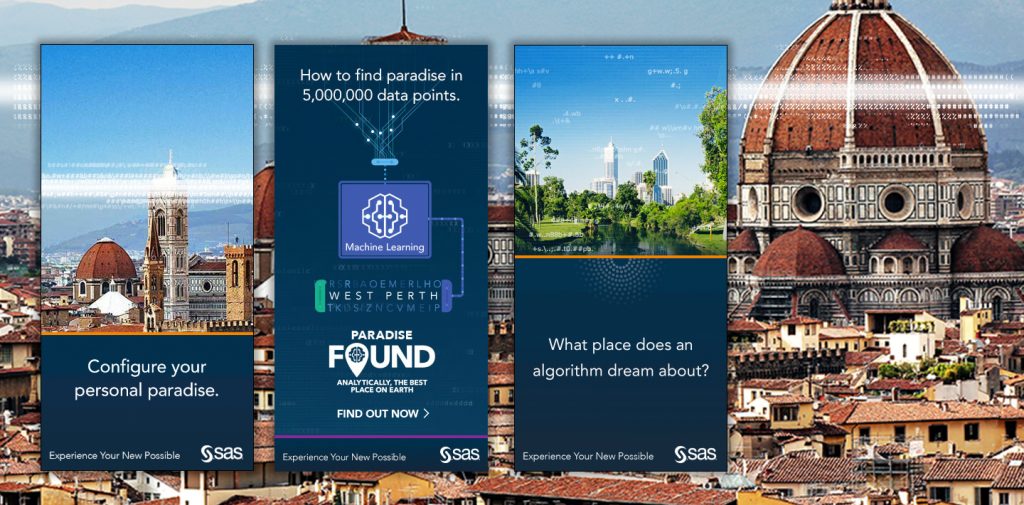 Configure your
personal paradise.
Experience Your New Possible
sas
How to find paradise in
5,000,000 data points.
Machine Learning
WEST PERTH
PARADISE
FOUND
ANALYTICALLY, THE BEST
PLACE ON EARTH
FIND OUT NOW >
Experience Your New Possible
sas
What place does an
algorithm dream about?
Experience Your New Possible
sas